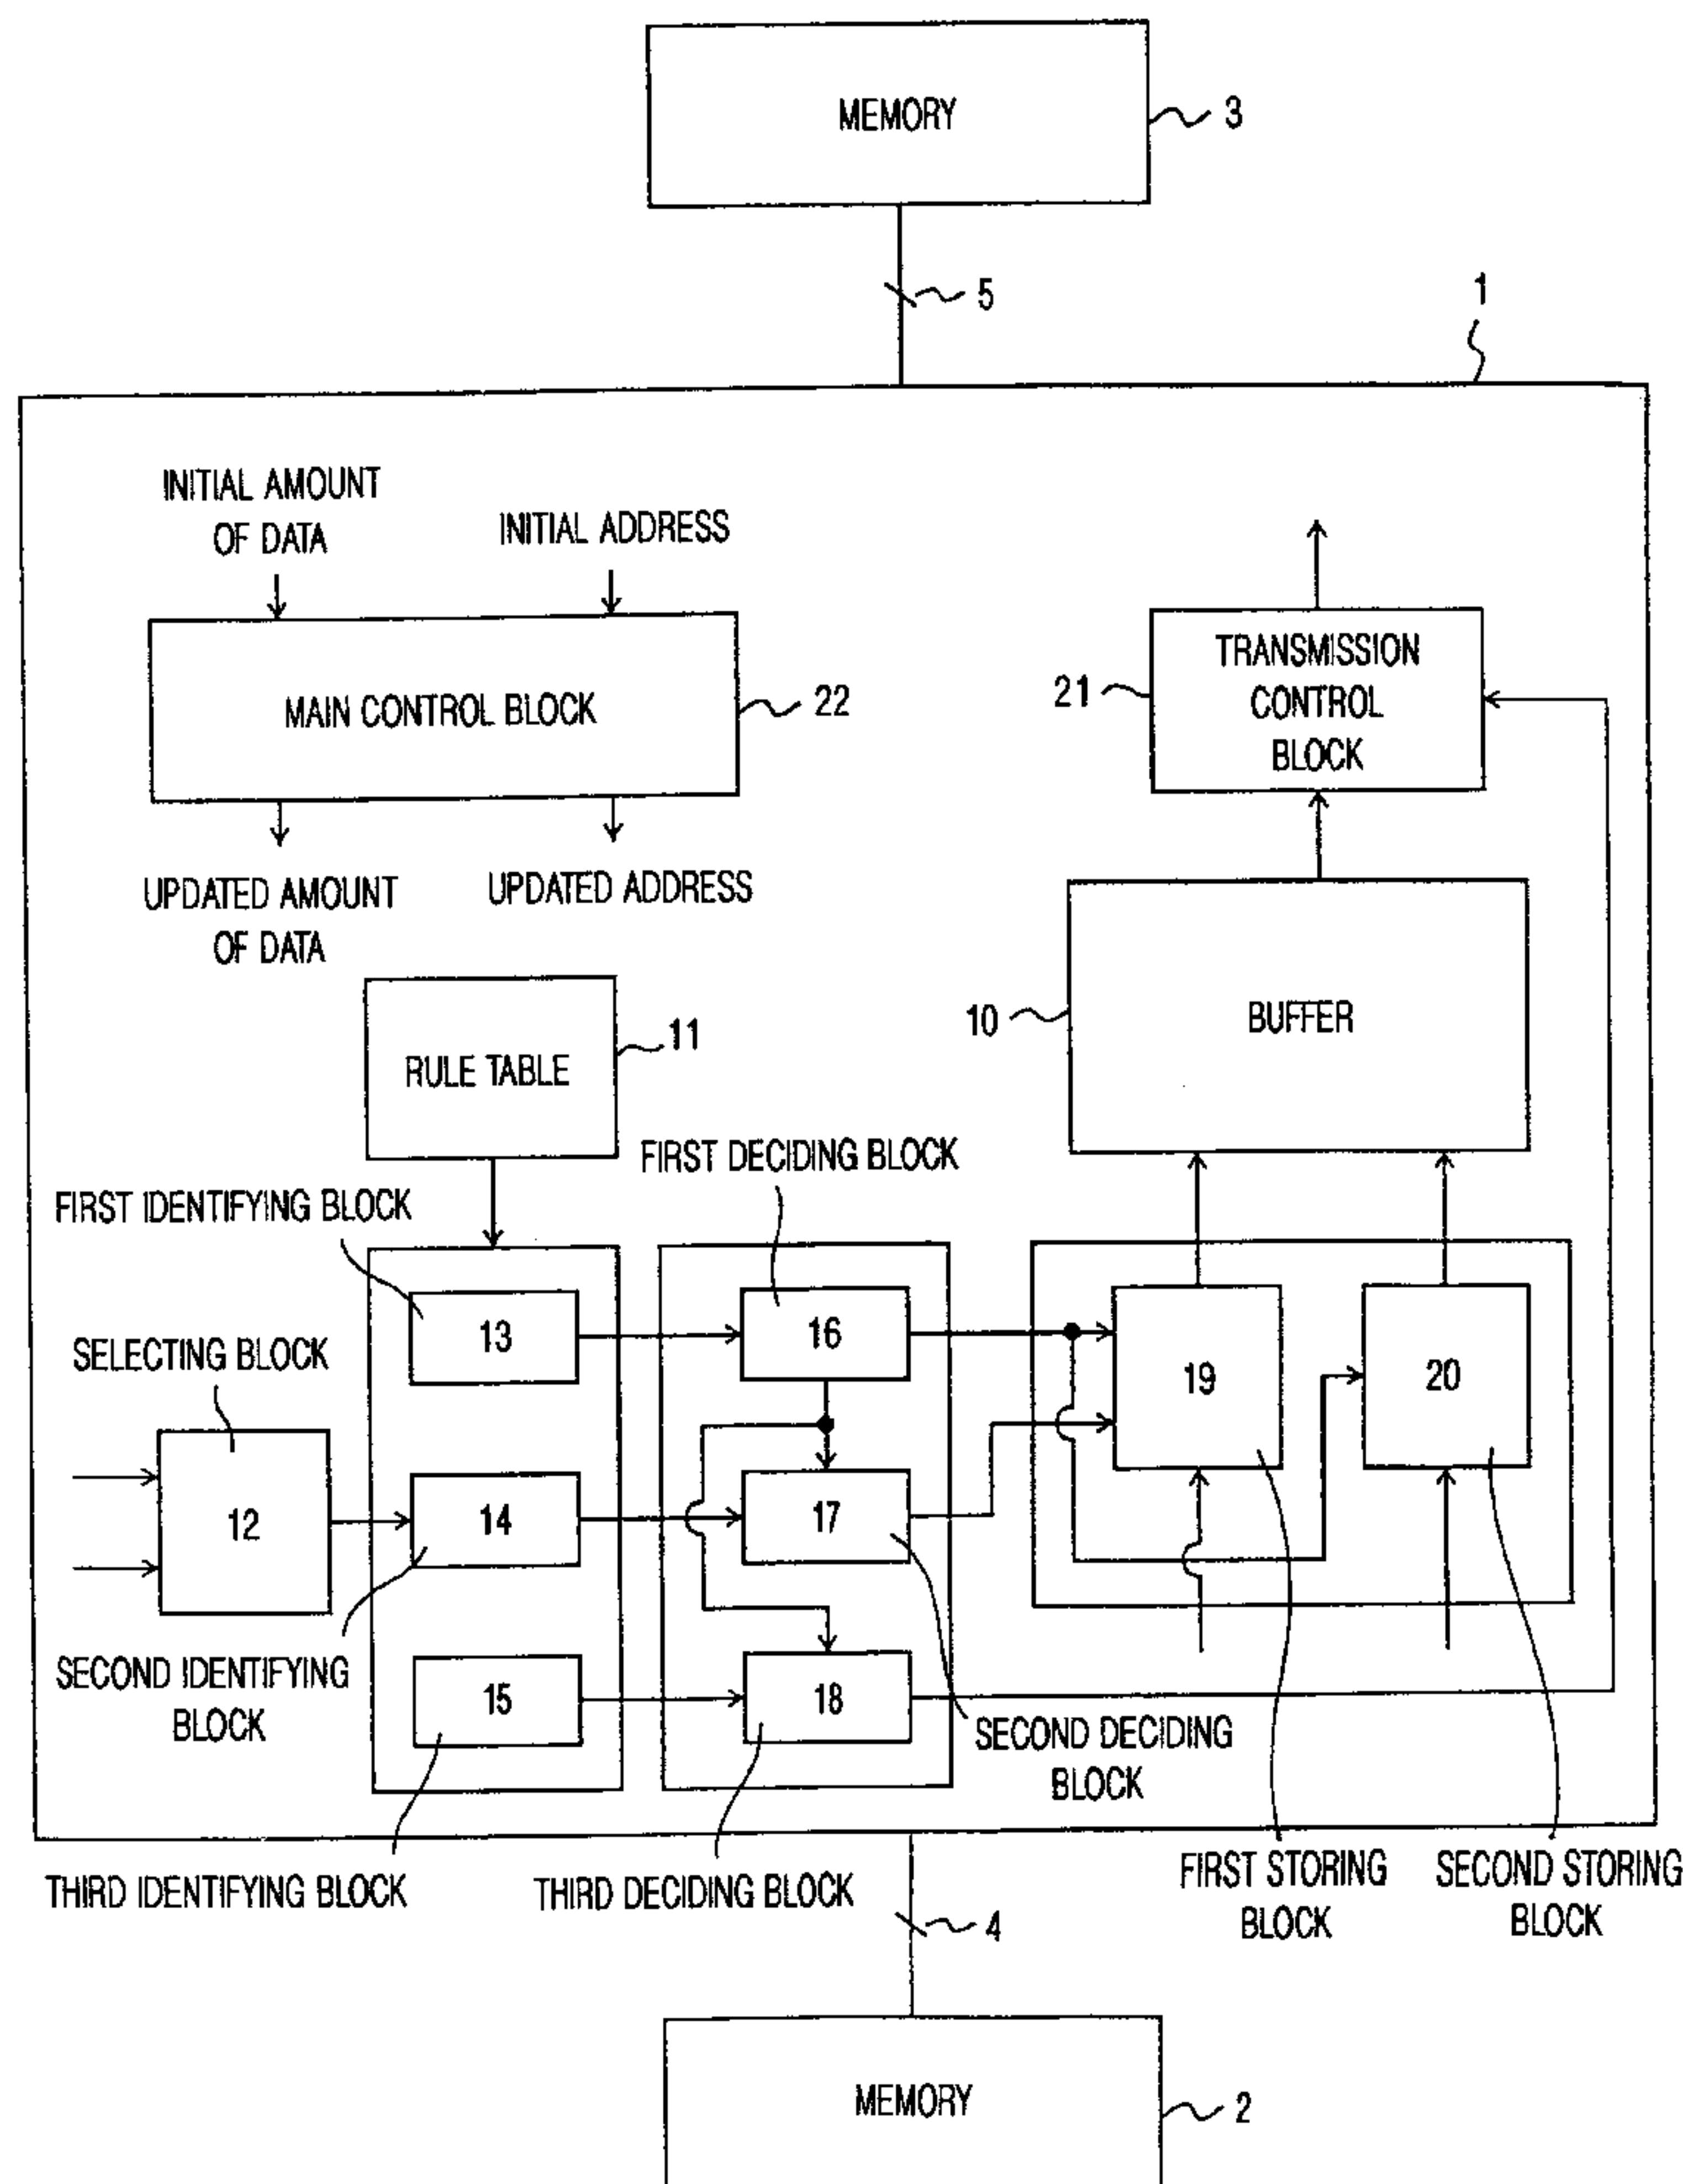 MEMORY
3
5
1
INITIAL AMOUNT
OF DATA
INITIAL ADDRESS
MAIN CONTROL BLOCK
22
21
TRANSMISSION
CONTROL
BLOCK
UPDATED AMOUNT
OF DATA
UPDATED ADDRESS
10
BUFFER
RULE TABLE
11
FIRST DECIDING BLOCK
FIRST IDENTIFYING BLOCK
SELECTING BLOCK
13
16
19
20
12
14
17
SECOND IDENTIFYING
BLOCK
15
18
SECOND DECIDING
BLOCK
THIRD IDENTIFYING BLOCK
THIRD DECIDING BLOCK
FIRST STORING
BLOCK
SECOND STORING
BLOCK
4
MEMORY
2